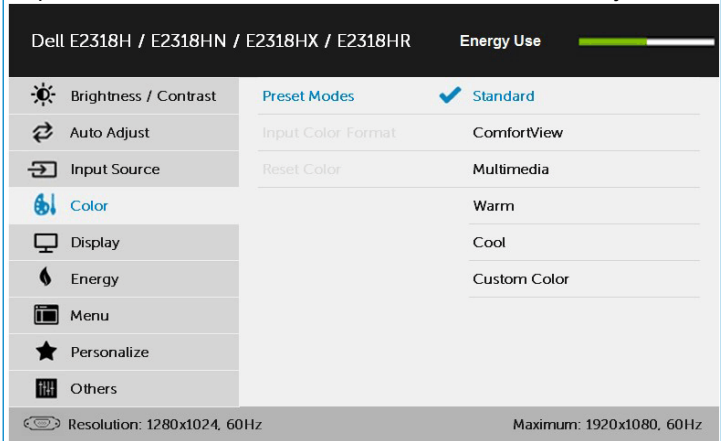 Dell E2318H / E2318HN / E2318HX / E2318HR Energy Use
Brightness / Contrast Preset Modes Standard
Auto Adjust Input Color Format ComfortView
Input Source Reset Color Multimedia
Color Warm
Display Cool
Energy Custom Color
Menu
Personalize
Others
Resolution: 1280x1024, 60Hz Maximum: 1920x1080, 60Hz